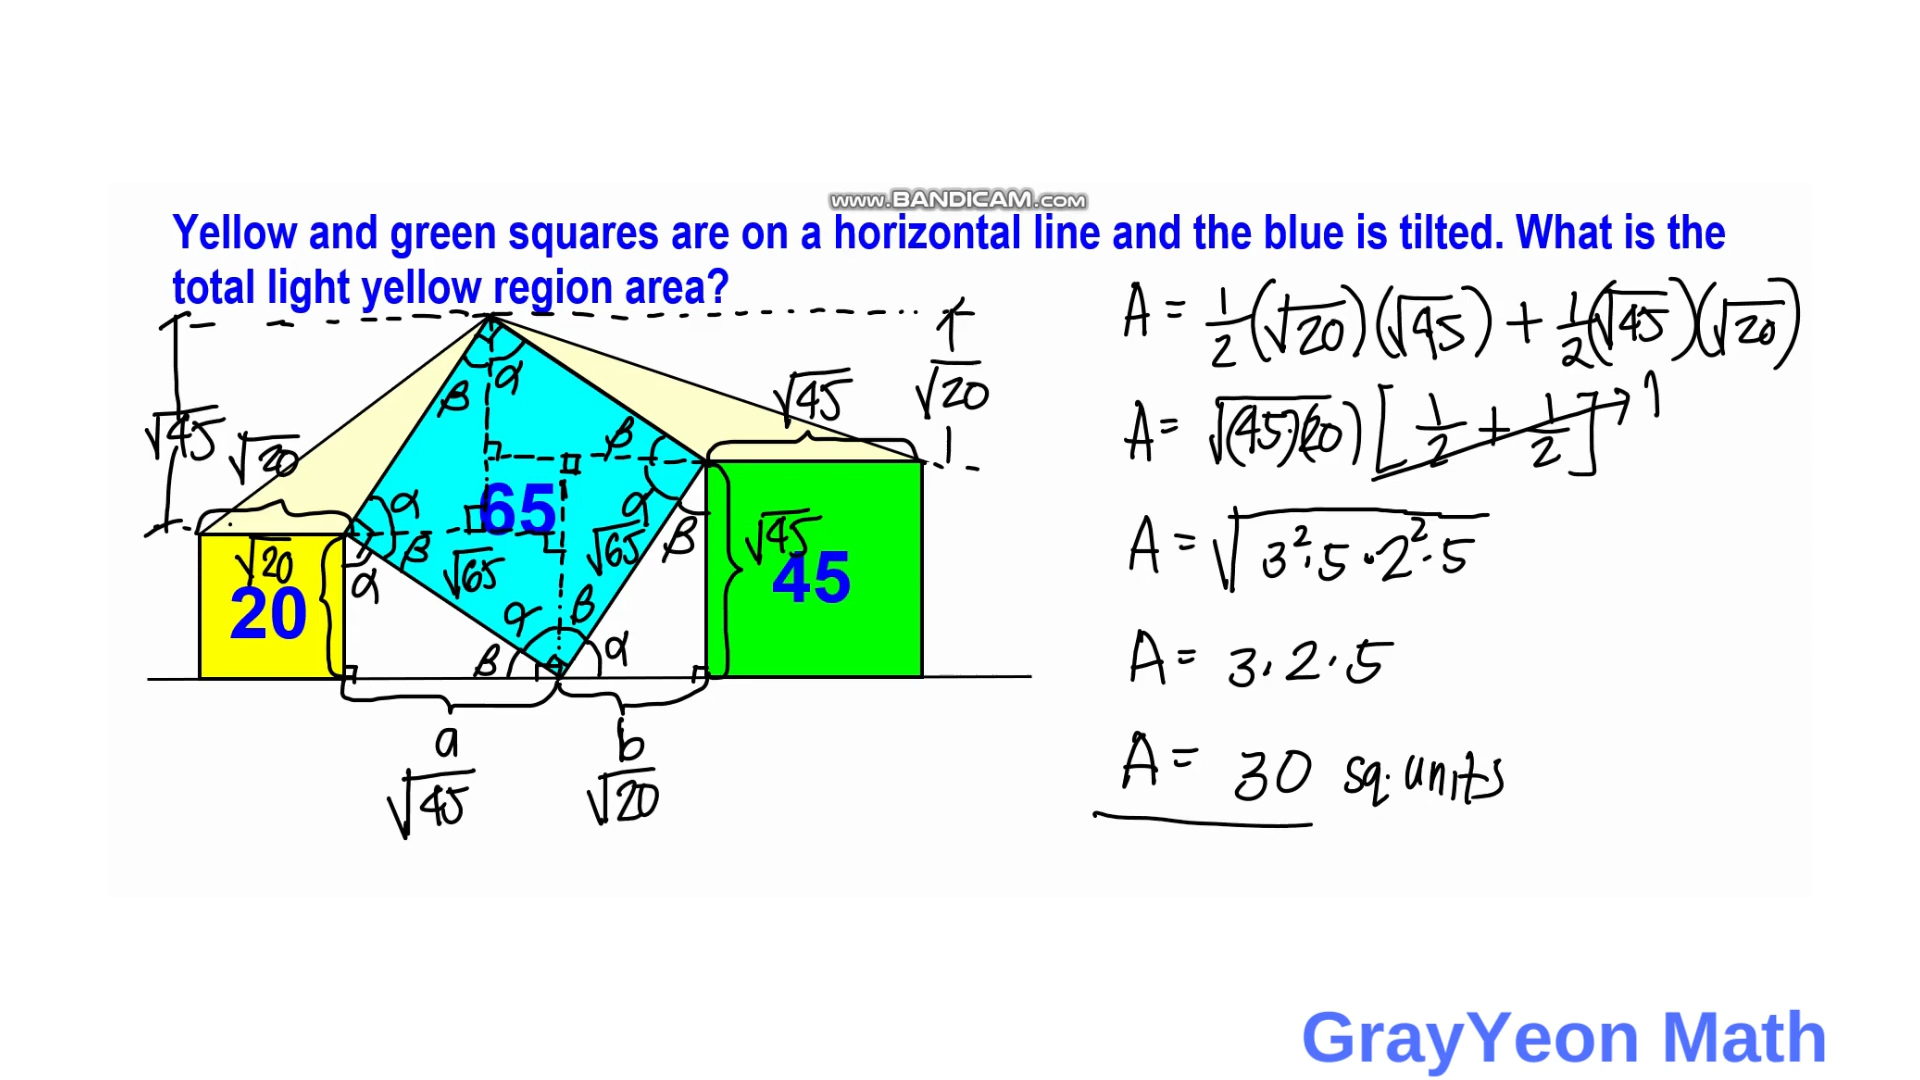 www.BANDICAM.com
Yellow and green squares are on a horizontal line and the blue is tilted. What is the
total light yellow region area?
A = 1/2 (√20)(√45) + 1/2 (√45)(√20)
A = √(45)(20) [1/2 + 1/2] 1
A = √3²·5·2²·5
A = 3·2·5
A = 30 sq. units
√45
√20
√20
20
α
β
α
β
α
√65
65
β
α
β
α
β
√65
α
β
β
α
√45
√20
√45
45
a
√45
b
√20
GrayYeon Math